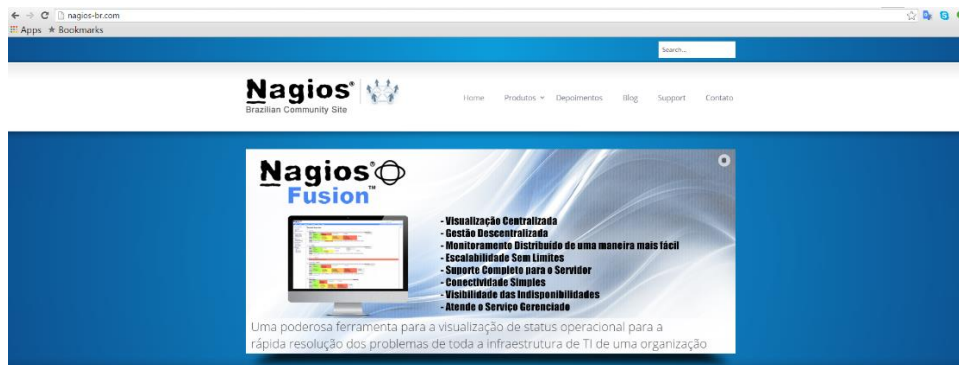 nagios-br.com
Apps ★ Bookmarks
Search...
Nagios®
Brazilian Community Site
Home Produtos Depoimentos Blog Support Contato
Nagios®
Fusion™
- Visualização Centralizada
- Gestão Descentralizada
- Monitoramento Distribuído de uma maneira mais fácil
- Escalabilidade Sem Limites
- Suporte Completo para o Servidor
- Conectividade Simples
- Visibilidade das Indisponibilidades
- Atende o Serviço Gerenciado
Uma poderosa ferramenta para a visualização de status operacional para a
rápida resolução dos problemas de toda a infraestrutura de TI de uma organização